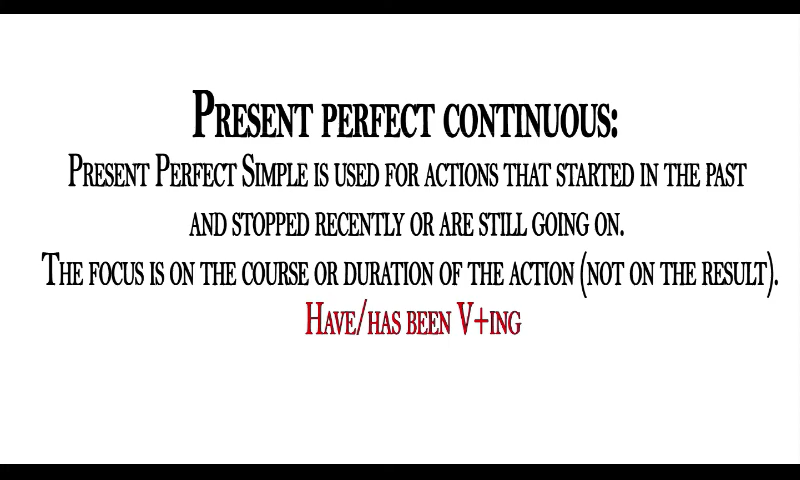 Present perfect continuous:
Present Perfect Simple is used for actions that started in the past
and stopped recently or are still going on.
The focus is on the course or duration of the action (not on the result).
Have/has been V+ing